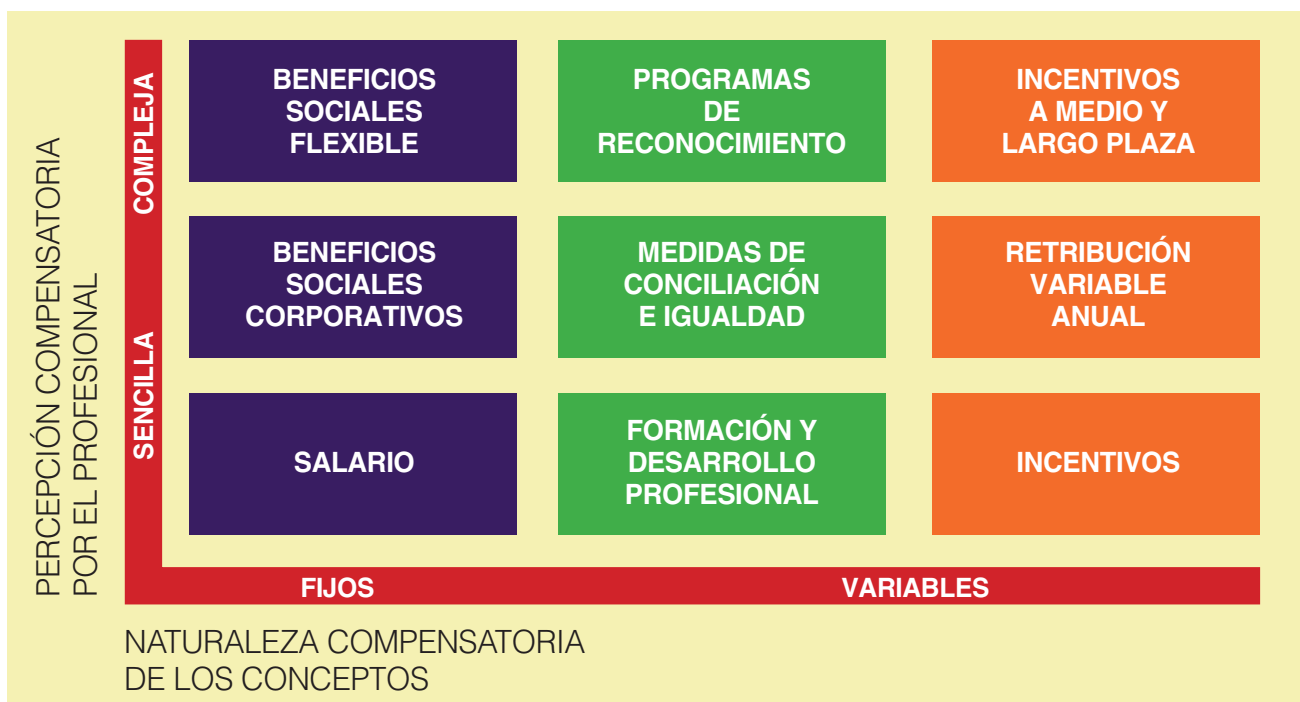 PERCEPCIÓN COMPENSATORIA
POR EL PROFESIONAL
COMPLEJA
SENCILLA
BENEFICIOS
SOCIALES
FLEXIBLE
PROGRAMAS
DE
RECONOCIMIENTO
INCENTIVOS
A MEDIO Y
LARGO PLAZA
BENEFICIOS
SOCIALES
CORPORATIVOS
MEDIDAS DE
CONCILIACIÓN
E IGUALDAD
RETRIBUCIÓN
VARIABLE
ANUAL
SALARIO
FORMACIÓN Y
DESARROLLO
PROFESIONAL
INCENTIVOS
FIJOS
VARIABLES
NATURALEZA COMPENSATORIA
DE LOS CONCEPTOS